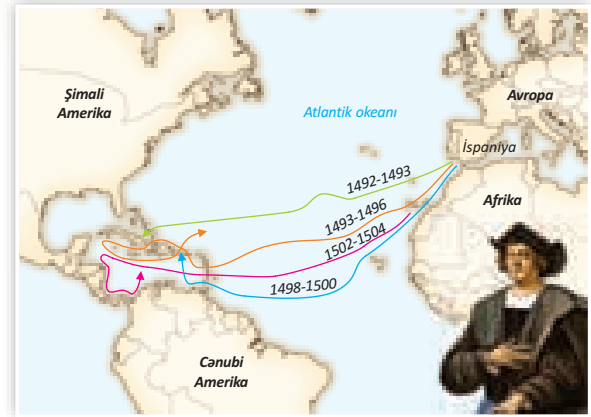 Şimali
Amerika
Avropa
Atlantik okeanı
İspaniya
1492-1493
Afrika
1493-1496
1502-1504
1498-1500
Cənubi
Amerika